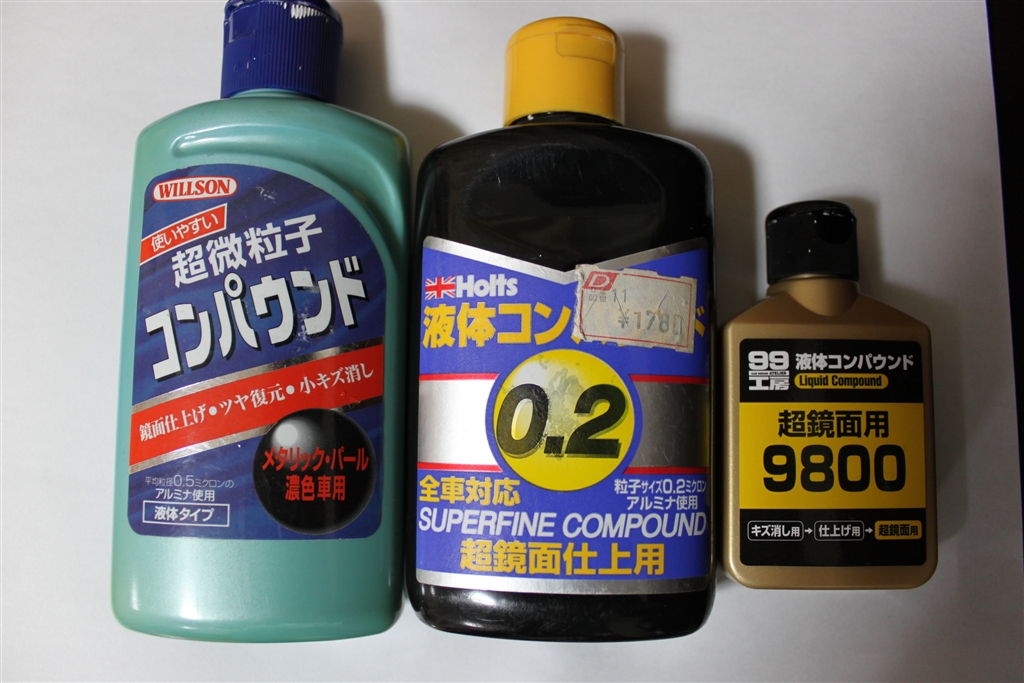 WILLSON
使いやすい
超微粒子
コンパウンド
鏡面仕上げ•ツヤ復元•小キズ消し
メタリック・パール
濃色車用
平均粒径0.5ミクロンの
アルミナ使用
液体タイプ
Holts
D
11
¥1780
液体コン ド
0.2
全車対応
粒子サイズ0.2ミクロン
アルミナ使用
SUPERFINE COMPOUND
超鏡面仕上用
99
工房
液体コンパウンド
Liquid Compound
超鏡面用
9800
キズ消し用→仕上げ用→超鏡面用